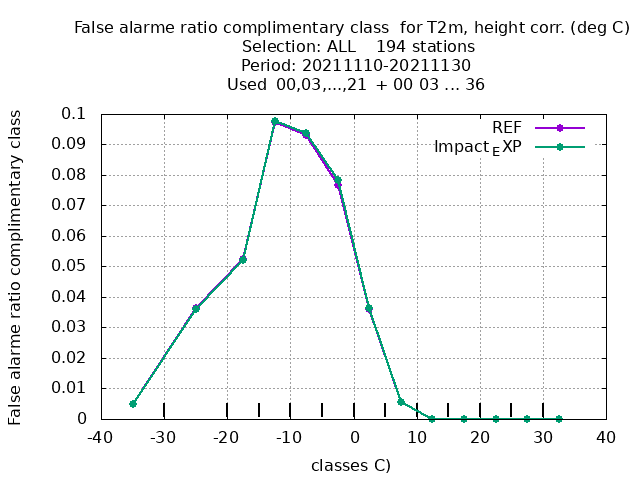 False alarme ratio complimentary class  for T2m, height corr. (deg C)
Selection: ALL    194 stations
Period: 20211110-20211130
Used  00,03,...,21  + 00 03 ... 36
False alarme ratio complimentary class
0.1
0.09
0.08
0.07
0.06
0.05
0.04
0.03
0.02
0.01
0
REF
Impact_EXP
-40 -30 -20 -10 0 10 20 30 40
classes C)